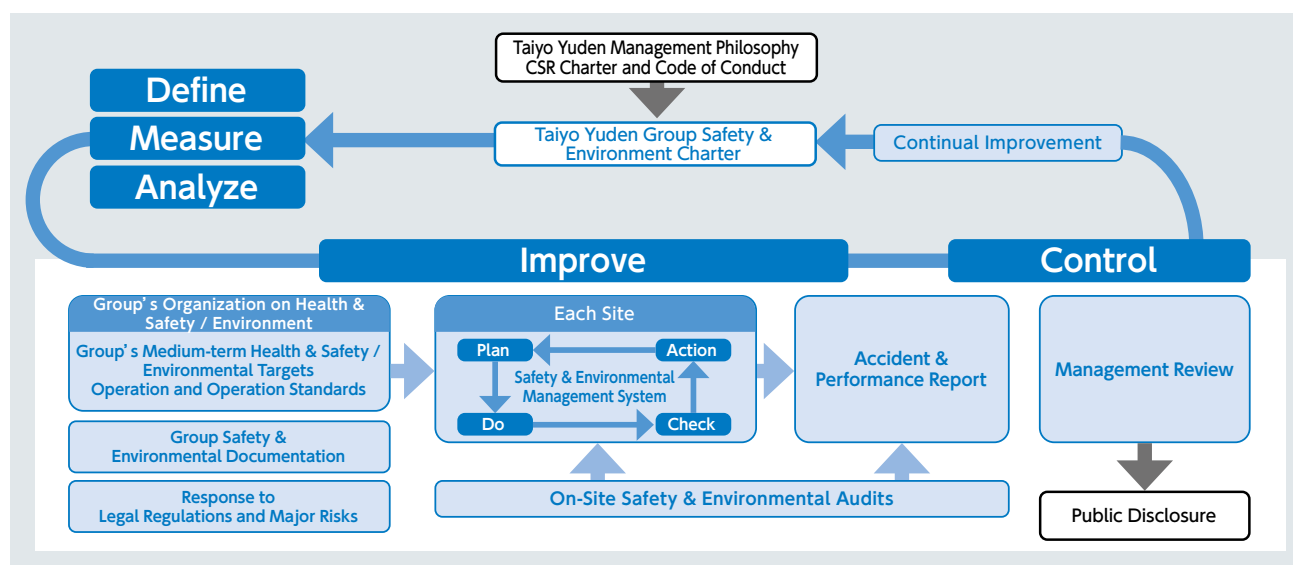 Taiyo Yuden Management Philosophy
CSR Charter and Code of Conduct
Define
Measure
Analyze
Taiyo Yuden Group Safety &
Environment Charter
Continual Improvement
Improve
Control
Group's Organization on Health &
Safety / Environment
Group's Medium-term Health & Safety /
Environmental Targets
Operation and Operation Standards
Group Safety &
Environmental Documentation
Response to
Legal Regulations and Major Risks
Each Site
Plan
Action
Safety & Environmental
Management System
Do
Check
Accident &
Performance Report
On-Site Safety & Environmental Audits
Management Review
Public Disclosure